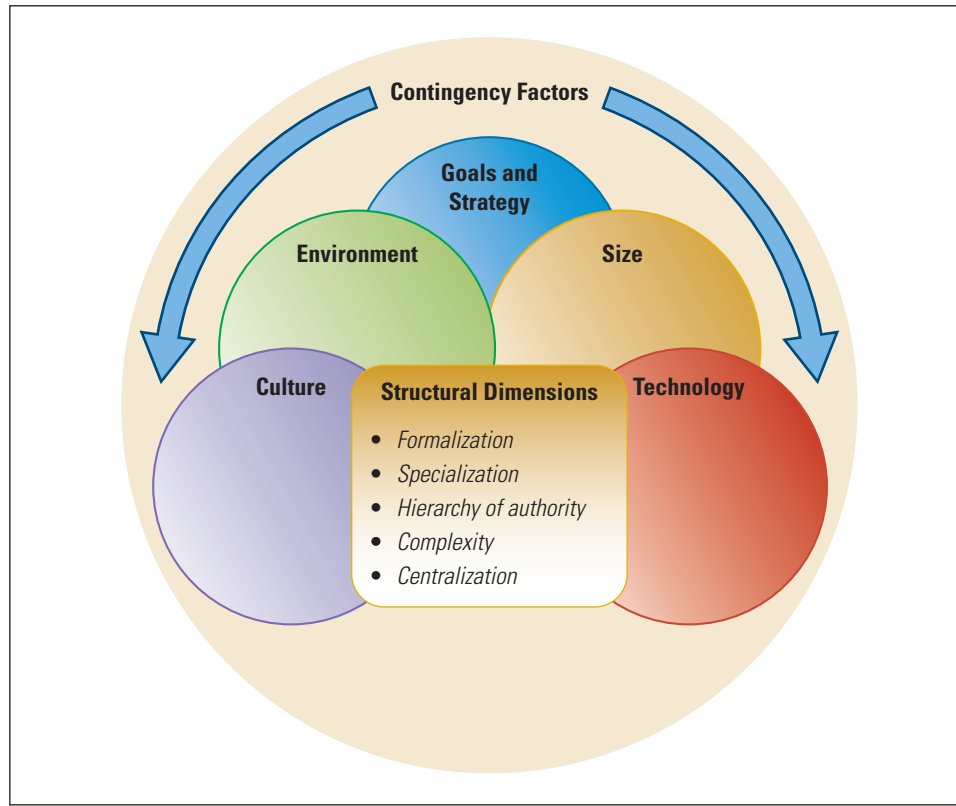 Contingency Factors
Goals and
Strategy
Environment
Size
Culture
Structural Dimensions
Technology
• Formalization
• Specialization
• Hierarchy of authority
• Complexity
• Centralization